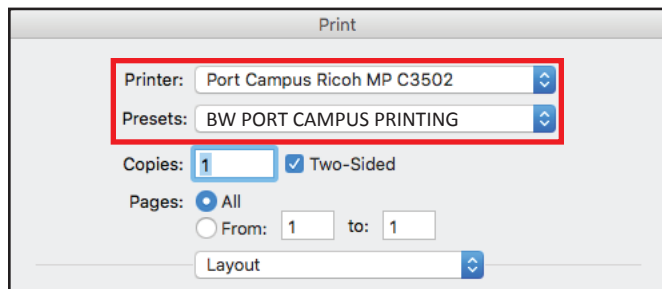 Print
Printer: Port Campus Ricoh MP C3502
Presets: BW PORT CAMPUS PRINTING
Copies: 1 Two-Sided
Pages: All
From: 1 to: 1
Layout